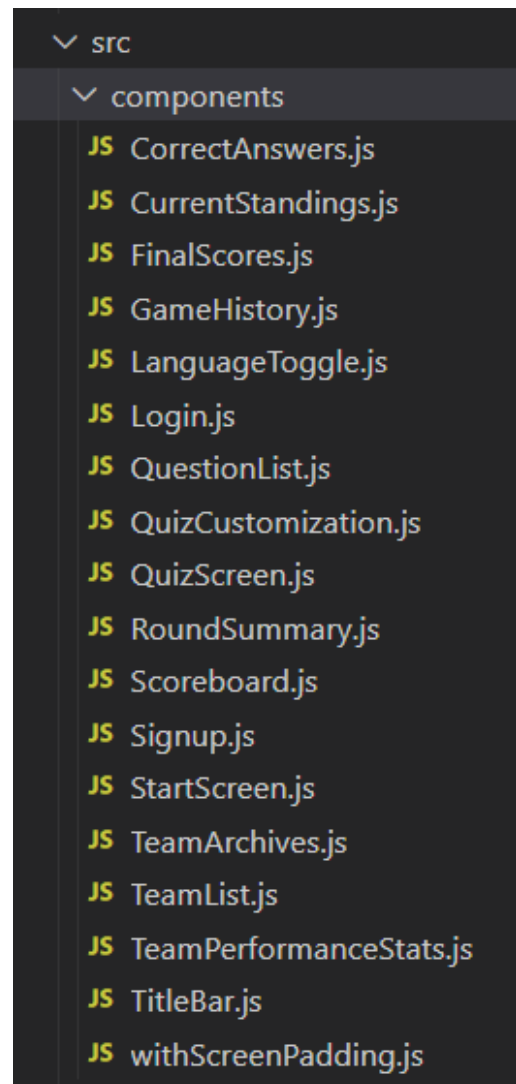 src
components
JS CorrectAnswers.js
JS CurrentStandings.js
JS FinalScores.js
JS GameHistory.js
JS LanguageToggle.js
JS Login.js
JS QuestionList.js
JS QuizCustomization.js
JS QuizScreen.js
JS RoundSummary.js
JS Scoreboard.js
JS Signup.js
JS StartScreen.js
JS TeamArchives.js
JS TeamList.js
JS TeamPerformanceStats.js
JS TitleBar.js
JS withScreenPadding.js